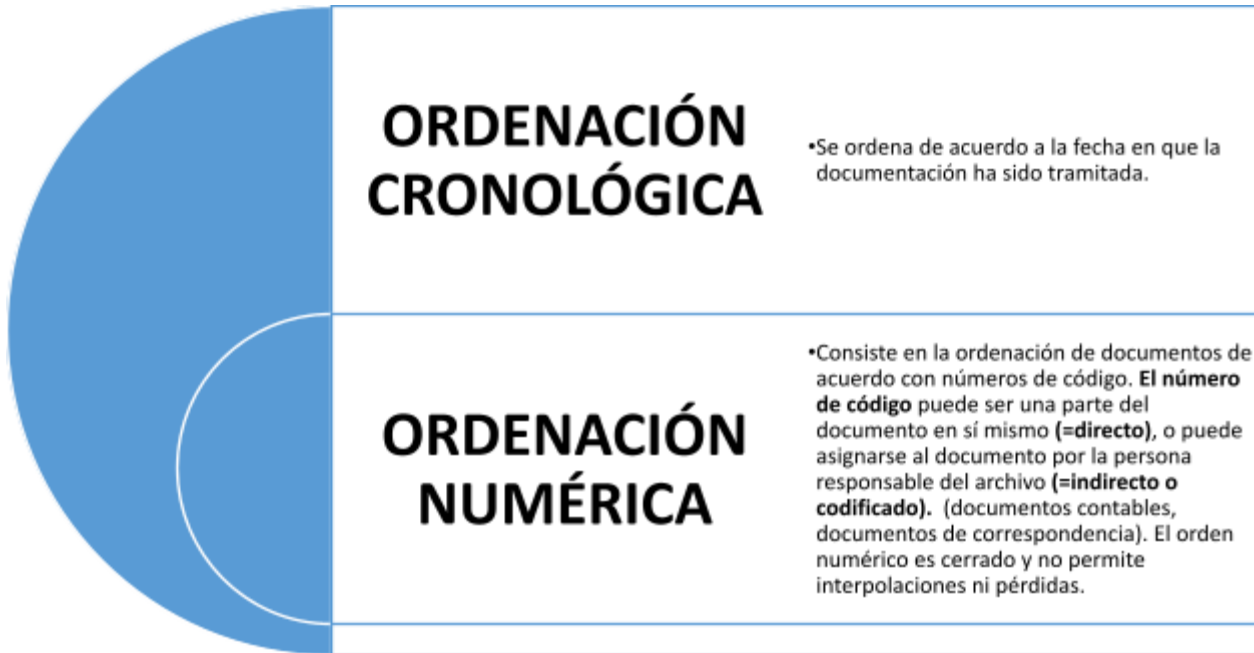 ORDENACIÓN
CRONOLÓGICA
•Se ordena de acuerdo a la fecha en que la
documentación ha sido tramitada.
ORDENACIÓN
NUMÉRICA
•Consiste en la ordenación de documentos de
acuerdo con números de código. El número
de código puede ser una parte del
documento en sí mismo (=directo), o puede
asignarse al documento por la persona
responsable del archivo (=indirecto o
codificado). (documentos contables,
documentos de correspondencia). El orden
numérico es cerrado y no permite
interpolaciones ni pérdidas.